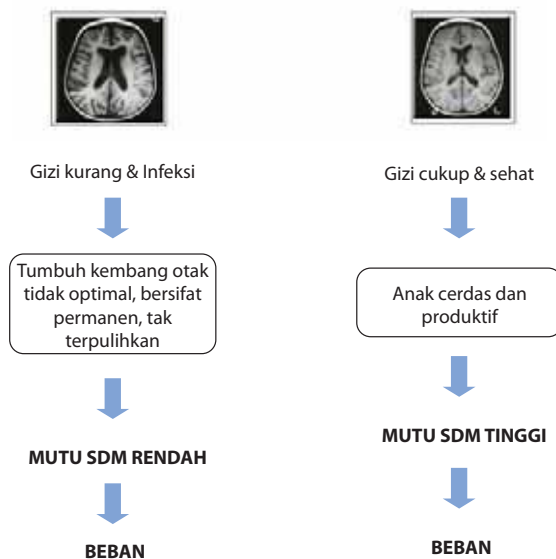 Gizi kurang & Infeksi
Tumbuh kembang otak
tidak optimal, bersifat
permanen, tak
terpulihkan
MUTU SDM RENDAH
BEBAN
Gizi cukup & sehat
Anak cerdas dan
produktif
MUTU SDM TINGGI
BEBAN